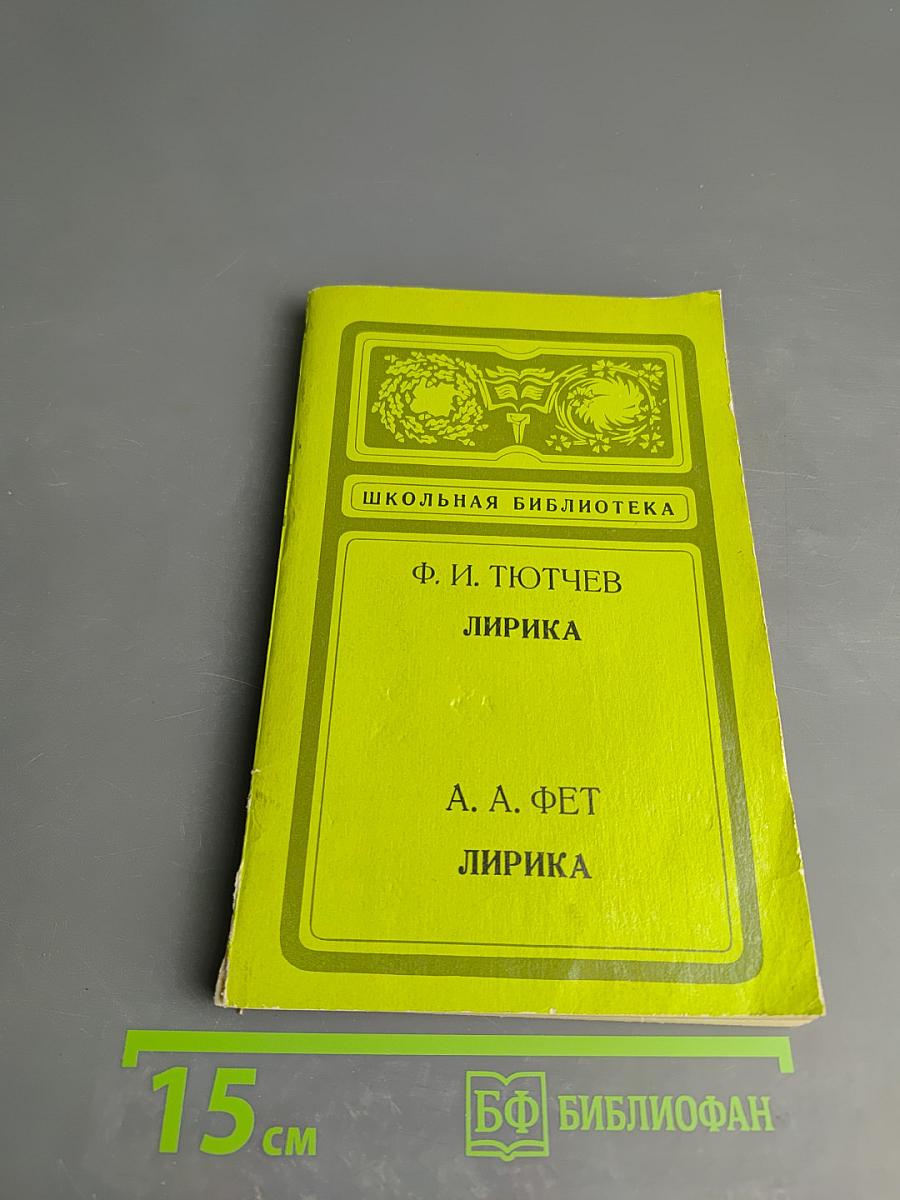 ШКОЛЬНАЯ БИБЛИОТЕКА
Ф. И. ТЮТЧЕВ
ЛИРИКА
А. А. ФЕТ
ЛИРИКА
15 см
БФ БИБЛИОФАН